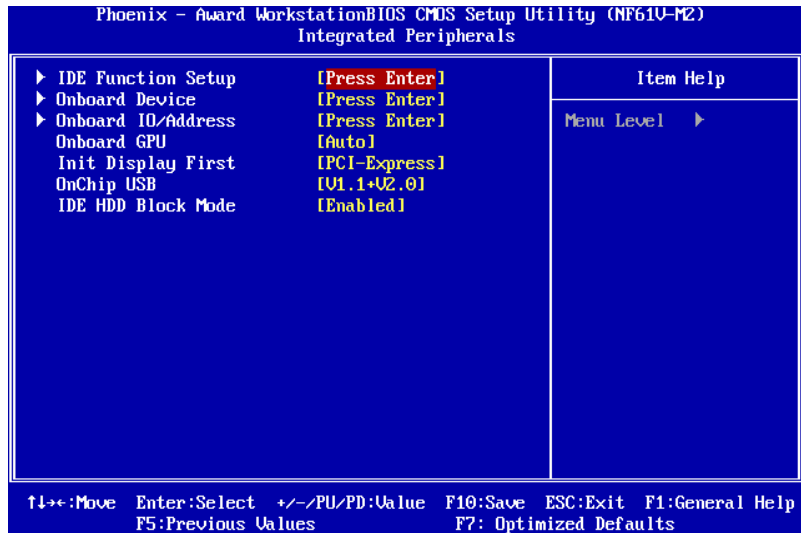 Phoenix - Award WorkstationBIOS CMOS Setup Utility (NF61V-M2)
Integrated Peripherals
▶ IDE Function Setup [Press Enter]
▶ Onboard Device [Press Enter]
▶ Onboard IO/Address [Press Enter]
Onboard GPU [Auto]
Init Display First [PCI-Express]
OnChip USB [V1.1+V2.0]
IDE HDD Block Mode [Enabled]
Item Help
Menu Level ▶
↑↓→←:Move Enter:Select +/-/PU/PD:Value F10:Save ESC:Exit F1:General Help
F5:Previous Values F7: Optimized Defaults